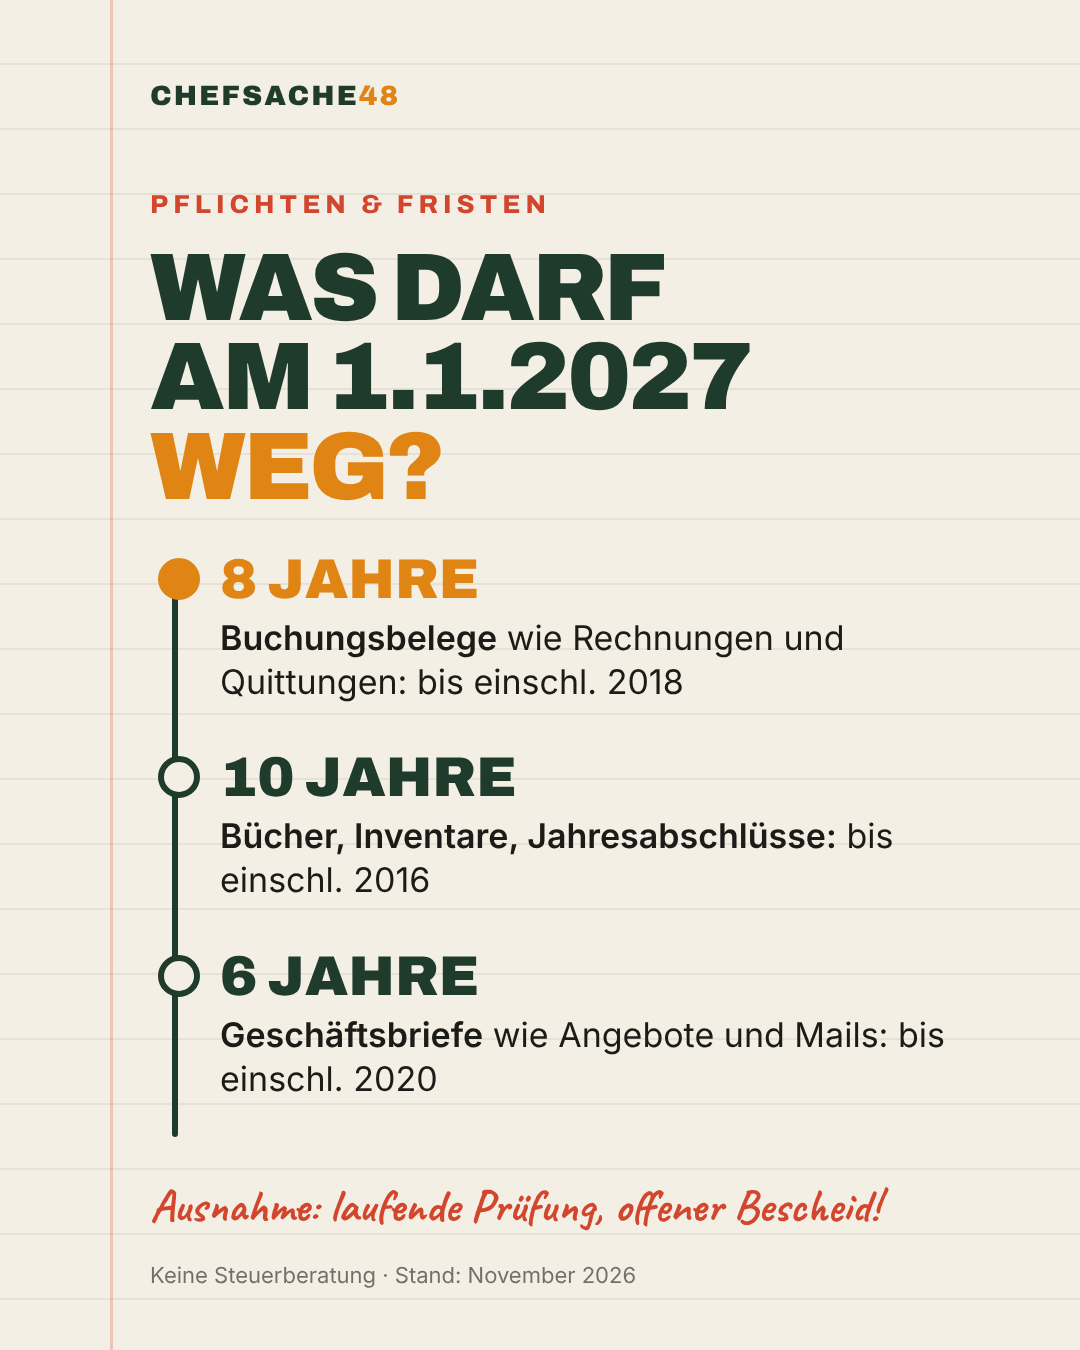 CHEFSACHE48
PFLICHTEN & FRISTEN
WAS DARF
AM 1.1.2027
WEG?
8 JAHRE
Buchungsbelege wie Rechnungen und
Quittungen: bis einschl. 2018
10 JAHRE
Bücher, Inventare, Jahresabschlüsse: bis
einschl. 2016
6 JAHRE
Geschäftsbriefe wie Angebote und Mails: bis
einschl. 2020
Ausnahme: laufende Prüfung, offener Bescheid!
Keine Steuerberatung · Stand: November 2026